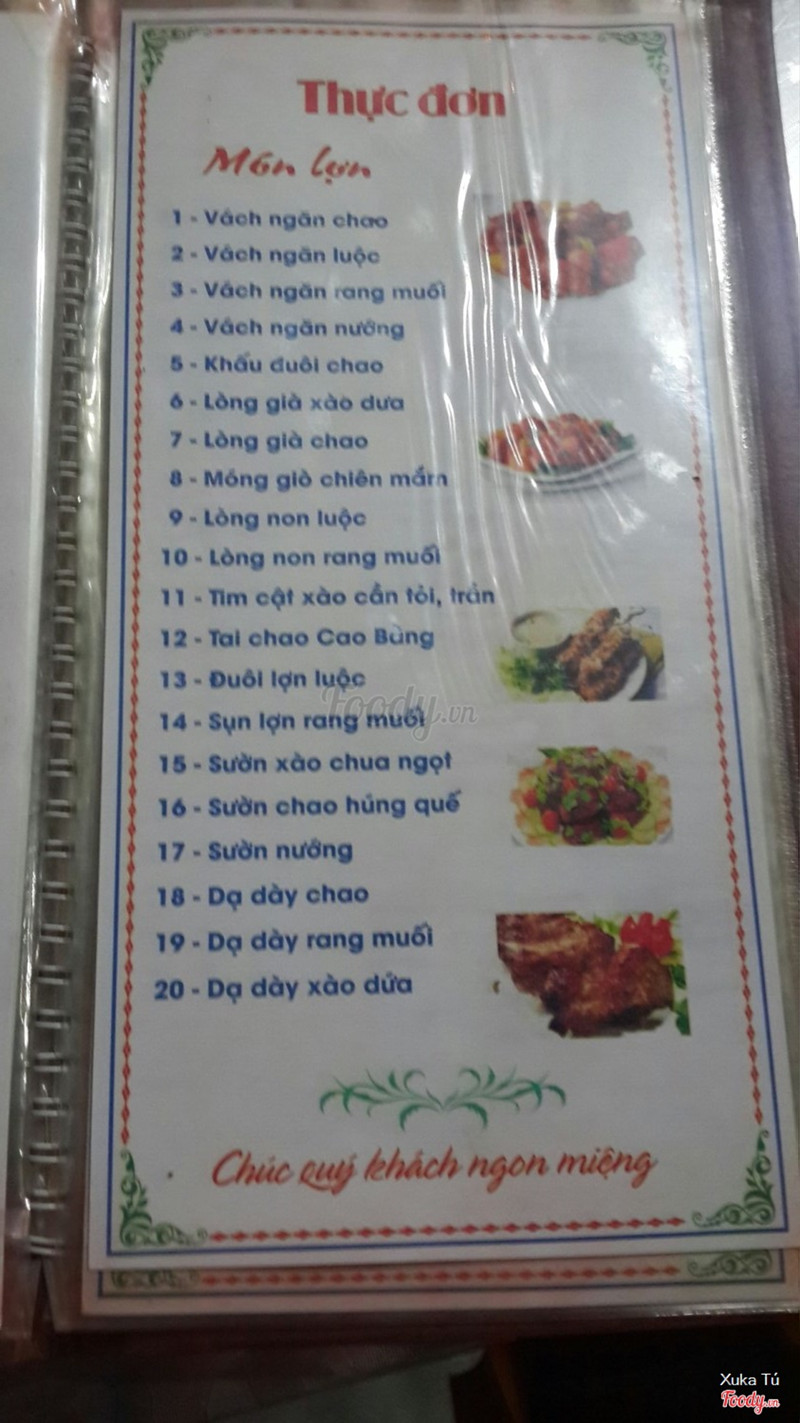 Thực đơn
Món lợn
1 - Vách ngăn chao
2 - Vách ngăn luộc
3 - Vách ngăn rang muối
4 - Vách ngăn nướng
5 - Khấu đuôi chao
6 - Lòng già xào dưa
7 - Lòng già chao
8 - Móng giò chiên mắm
9 - Lòng non luộc
10 - Lòng non rang muối
11 - Tim cật xào cần tỏi, trần
12 - Tai chao Cao Bằng
13 - Đuôi lợn luộc
14 - Sụn lợn rang muối
Foody.vn
15 - Sườn xào chua ngọt
16 - Sườn chao húng quế
17 - Sườn nướng
18 - Dạ dày chao
19 - Dạ dày rang muối
20 - Dạ dày xào dứa
Chúc quý khách ngon miệng
Xuka Tú
Foody.vn